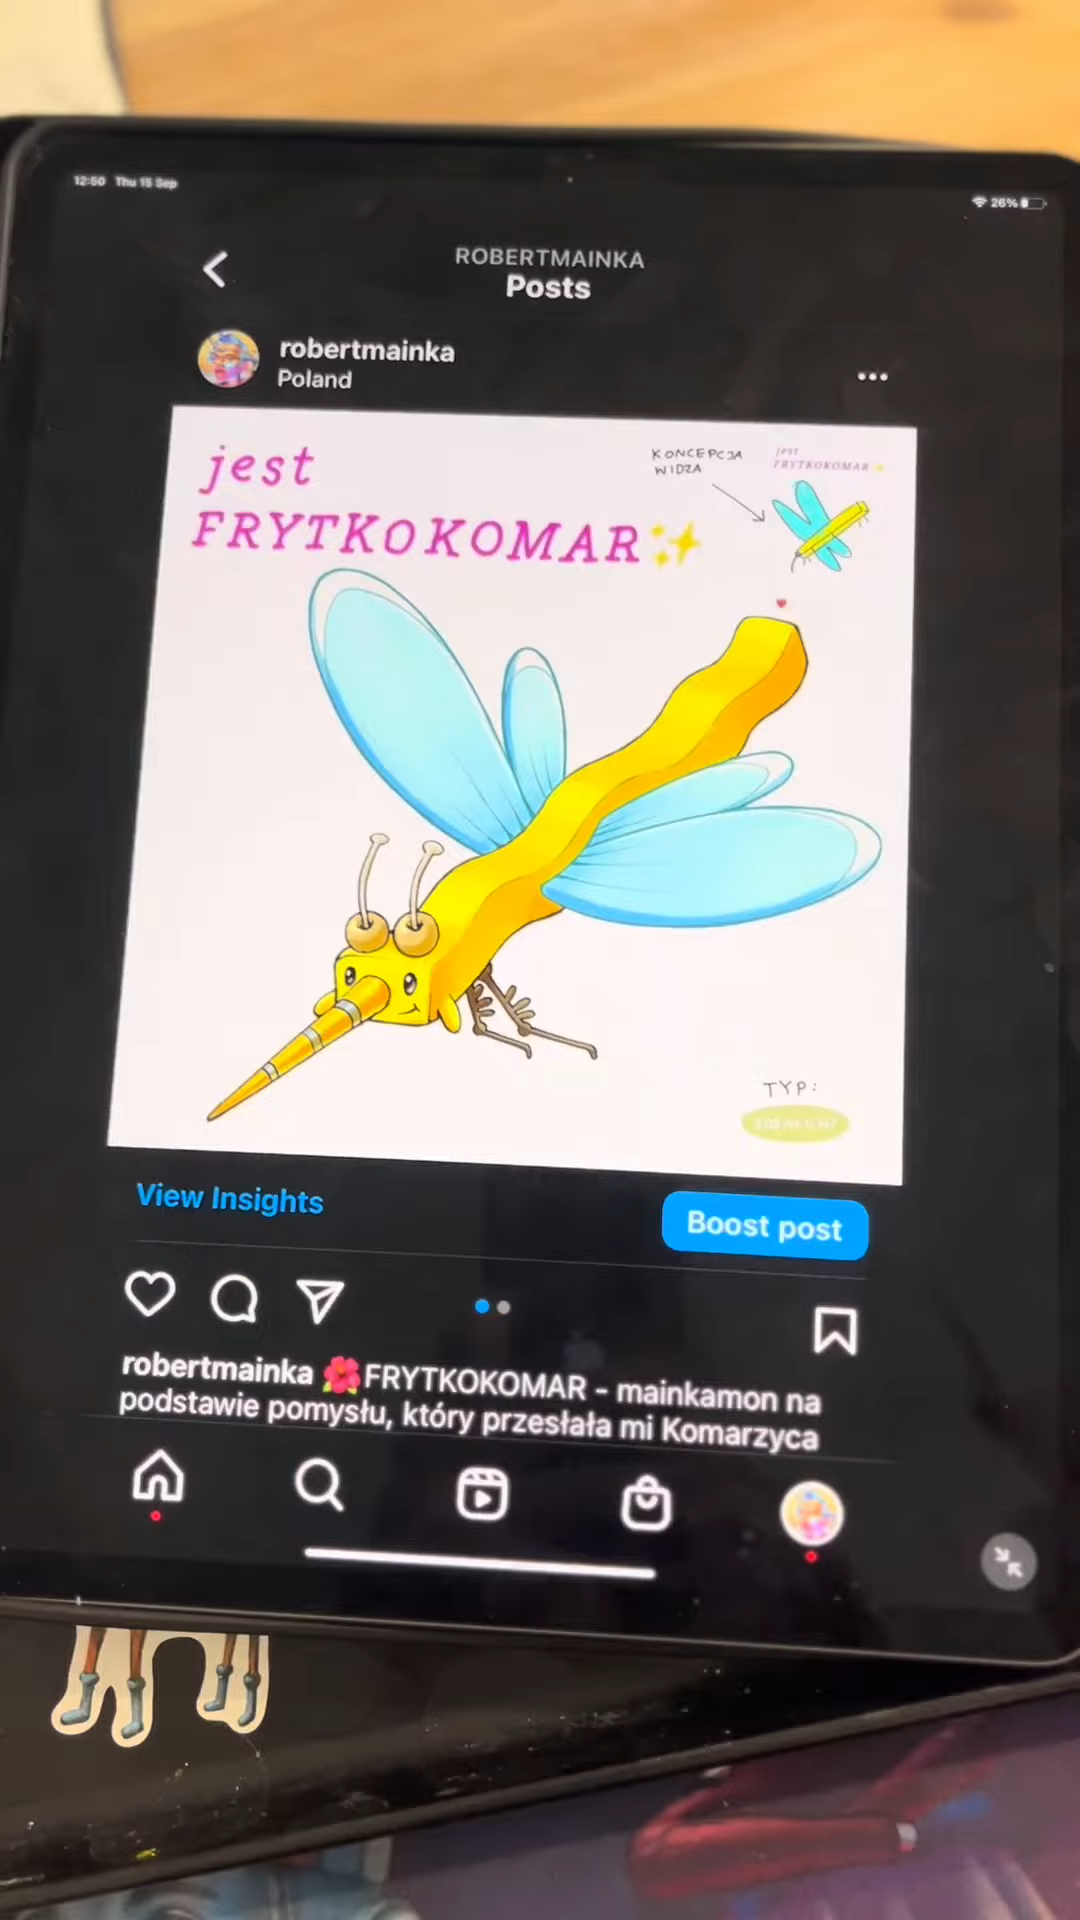 12:50 Thu 15 Sep
26%
ROBERTMAINKA
Posts
robertmainka
Poland
jest
FRYTKOKOMAR
KONCEPCJA
WIDZA
jest
FRYTKOKOMAR
TYP:
View Insights
Boost post
robertmainka FRYTKOKOMAR - mainkamon na
podstawie pomysłu, który przesłała mi Komarzyca